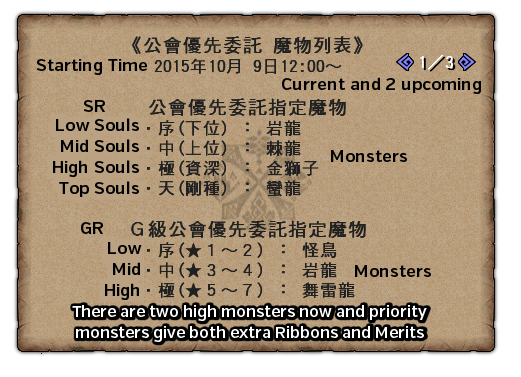 《公會優先委託 魔物列表》
Starting Time 2015年10月 9日12:00～
1／3
Current and 2 upcoming
SR 公會優先委託指定魔物
Low Souls・序(下位) ： 岩龍
Mid Souls・中(上位) ： 棘龍
High Souls・極(資深) ： 金獅子
Top Souls・天(剛種) ： 蠻龍
Monsters
GR Ｇ級公會優先委託指定魔物
Low・序(★１～２) ： 怪鳥
Mid・中(★３～４) ： 岩龍 Monsters
High・極(★５～７) ： 舞雷龍
There are two high monsters now and priority
monsters give both extra Ribbons and Merits